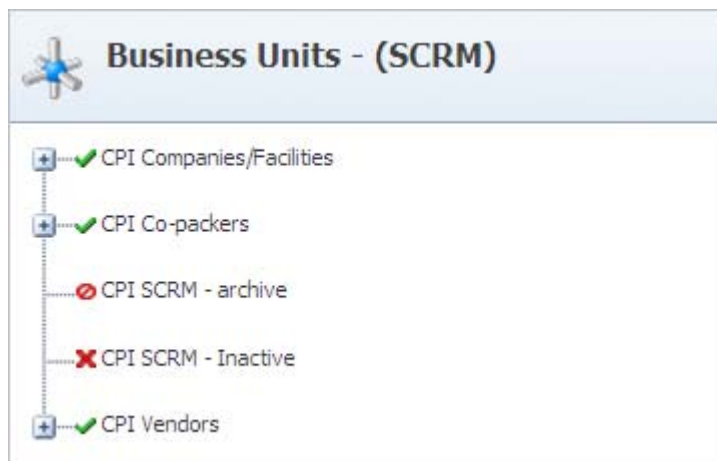 Business Units - (SCRM)
CPI Companies/Facilities
CPI Co-packers
CPI SCRM - archive
CPI SCRM - Inactive
CPI Vendors